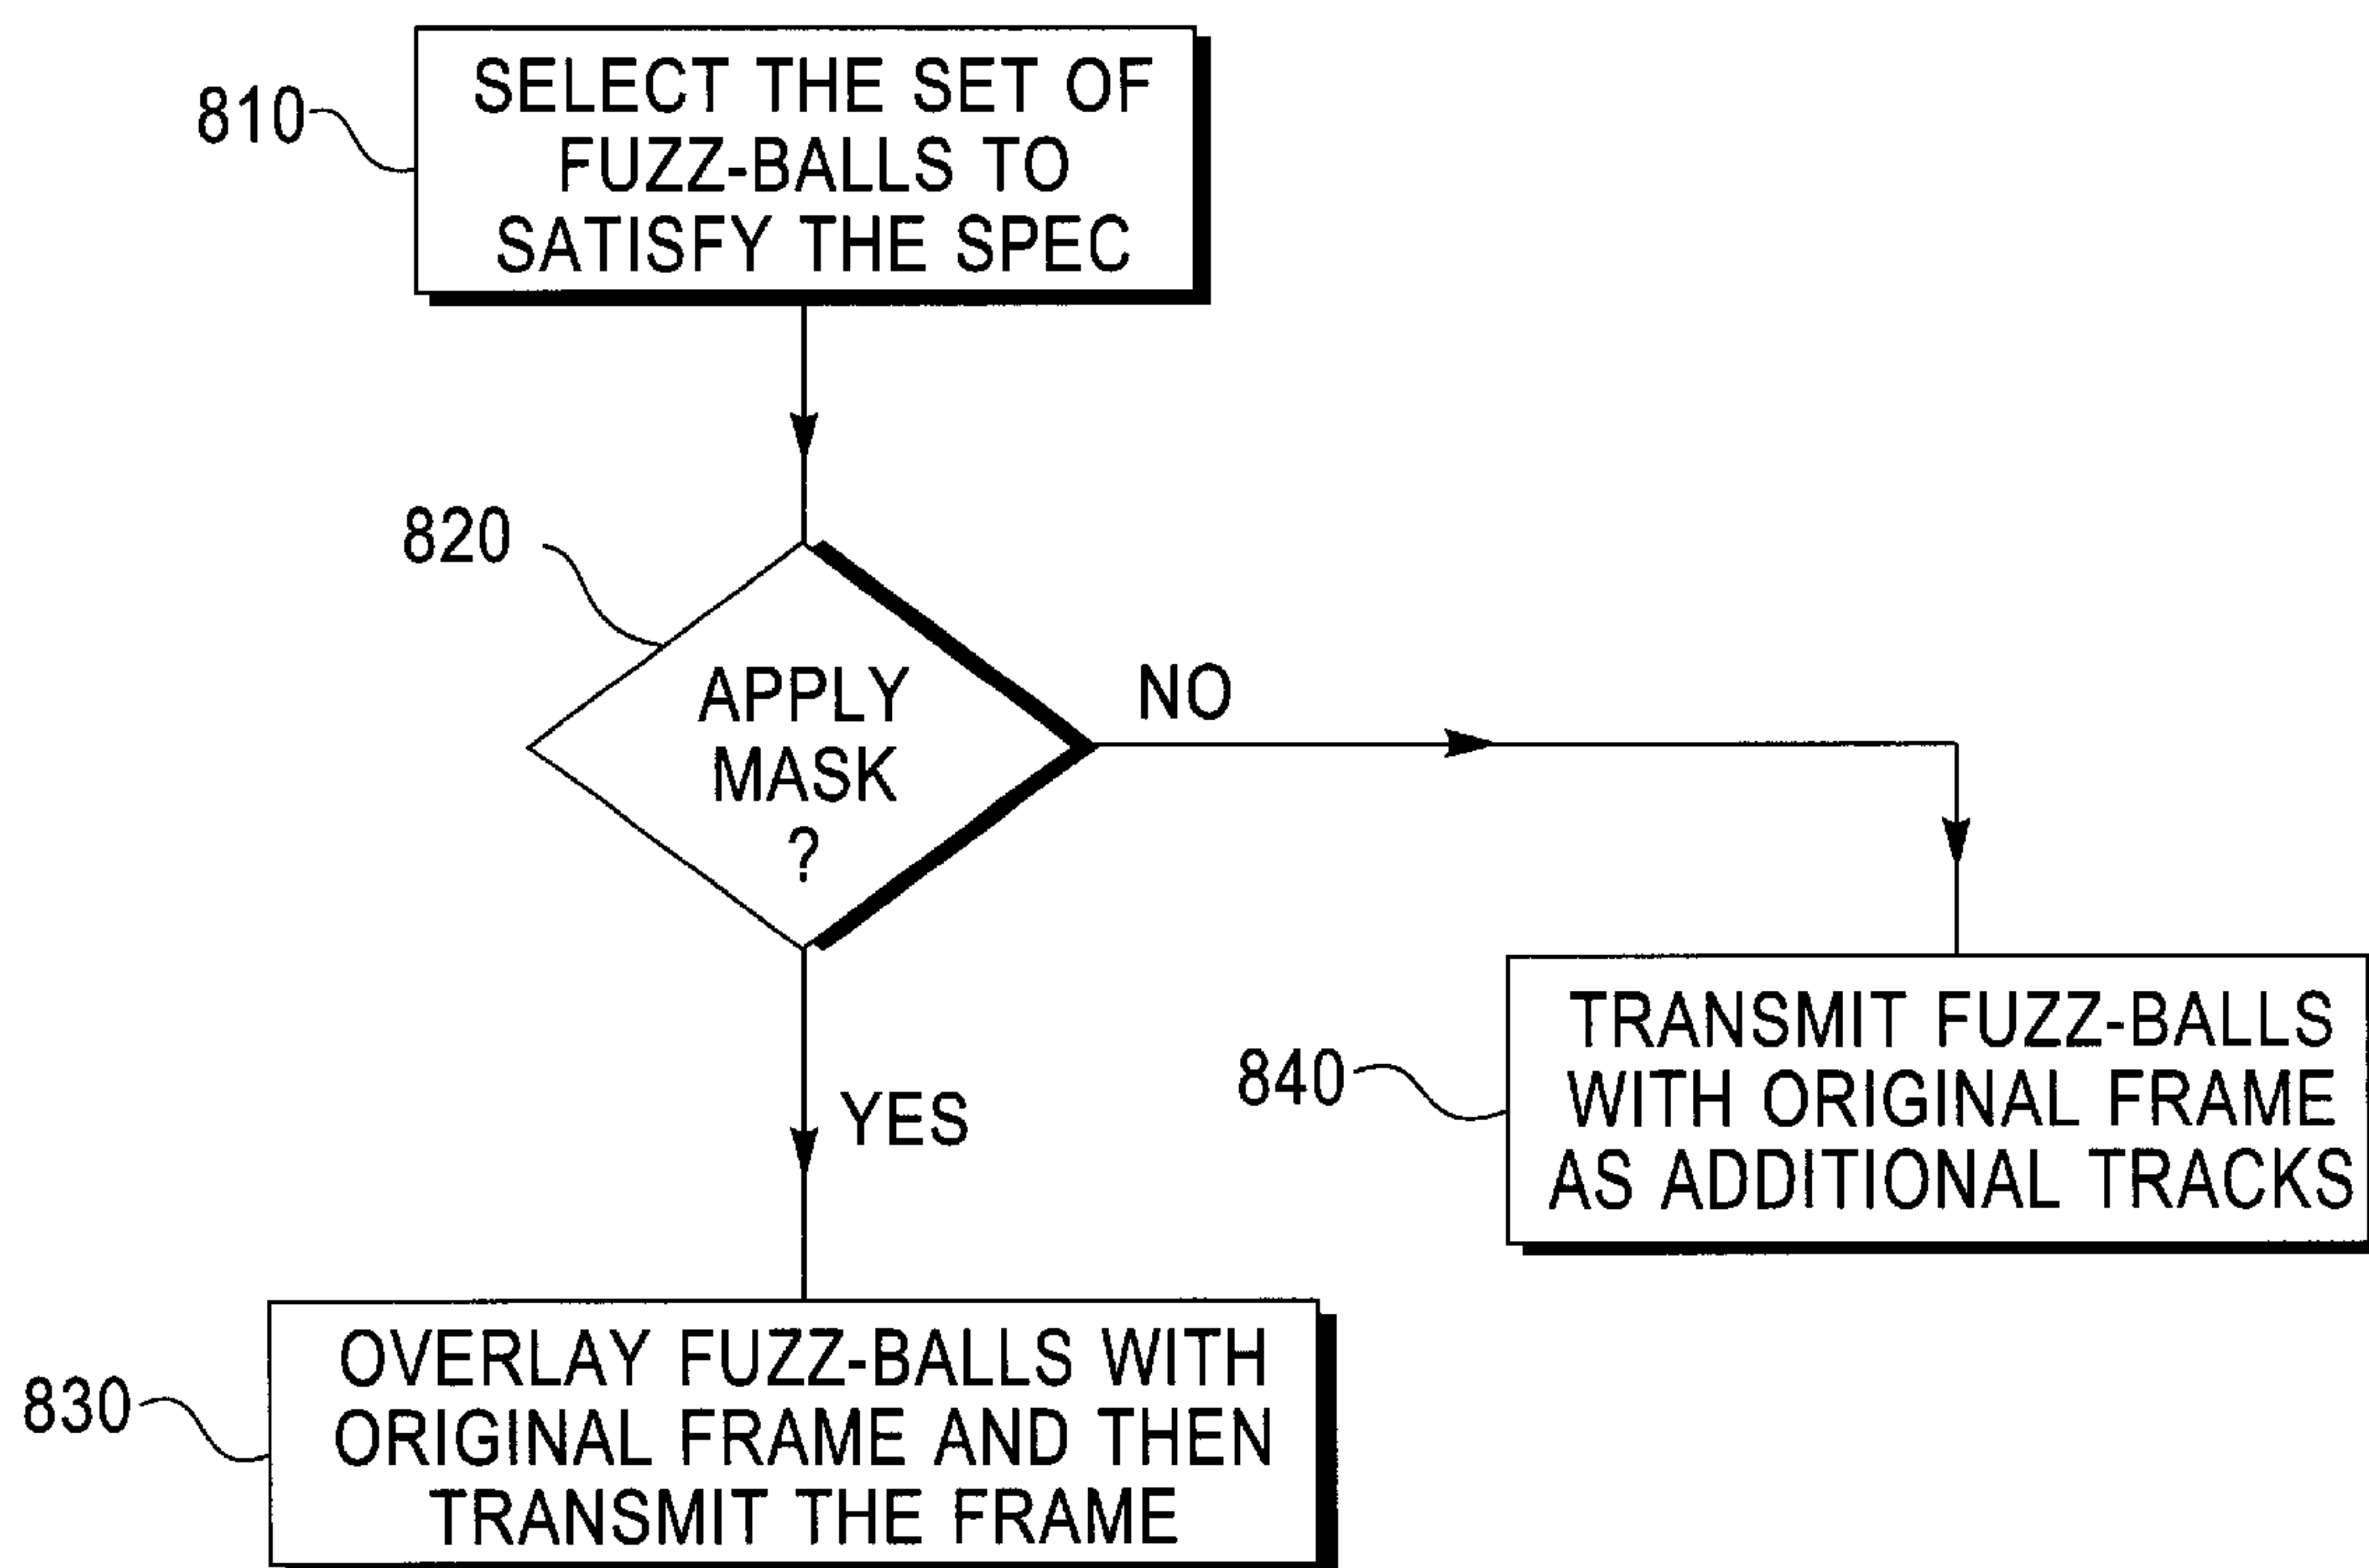 810
SELECT THE SET OF
FUZZ-BALLS TO
SATISFY THE SPEC
820
APPLY
MASK
?
NO
YES
840
TRANSMIT FUZZ-BALLS
WITH ORIGINAL FRAME
AS ADDITIONAL TRACKS
830
OVERLAY FUZZ-BALLS WITH
ORIGINAL FRAME AND THEN
TRANSMIT THE FRAME